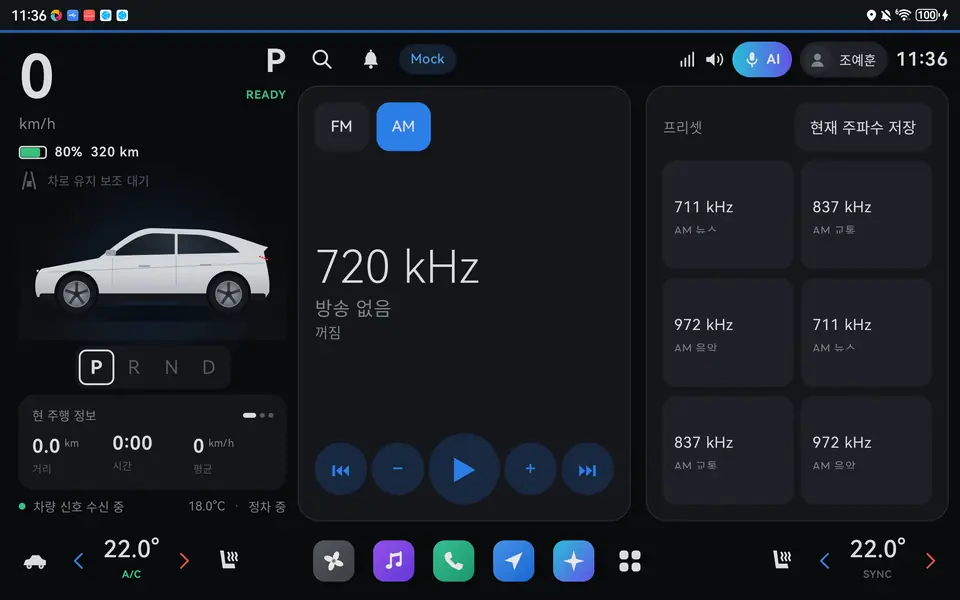 11:36
100
0
P
READY
km/h
80% 320 km
차로 유지 보조 대기
P R N D
현 주행 정보
0.0 km
거리
0:00
시간
0 km/h
평균
차량 신호 수신 중
18.0°C · 정차 중
Mock
AI
조예훈
11:36
FM
AM
720 kHz
방송 없음
꺼짐
프리셋
현재 주파수 저장
711 kHz
AM 뉴스
837 kHz
AM 교통
972 kHz
AM 음악
711 kHz
AM 뉴스
837 kHz
AM 교통
972 kHz
AM 음악
22.0°
A/C
22.0°
SYNC